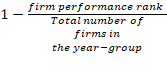 1 − firm performance rank
Total number of
firms in
the year−group